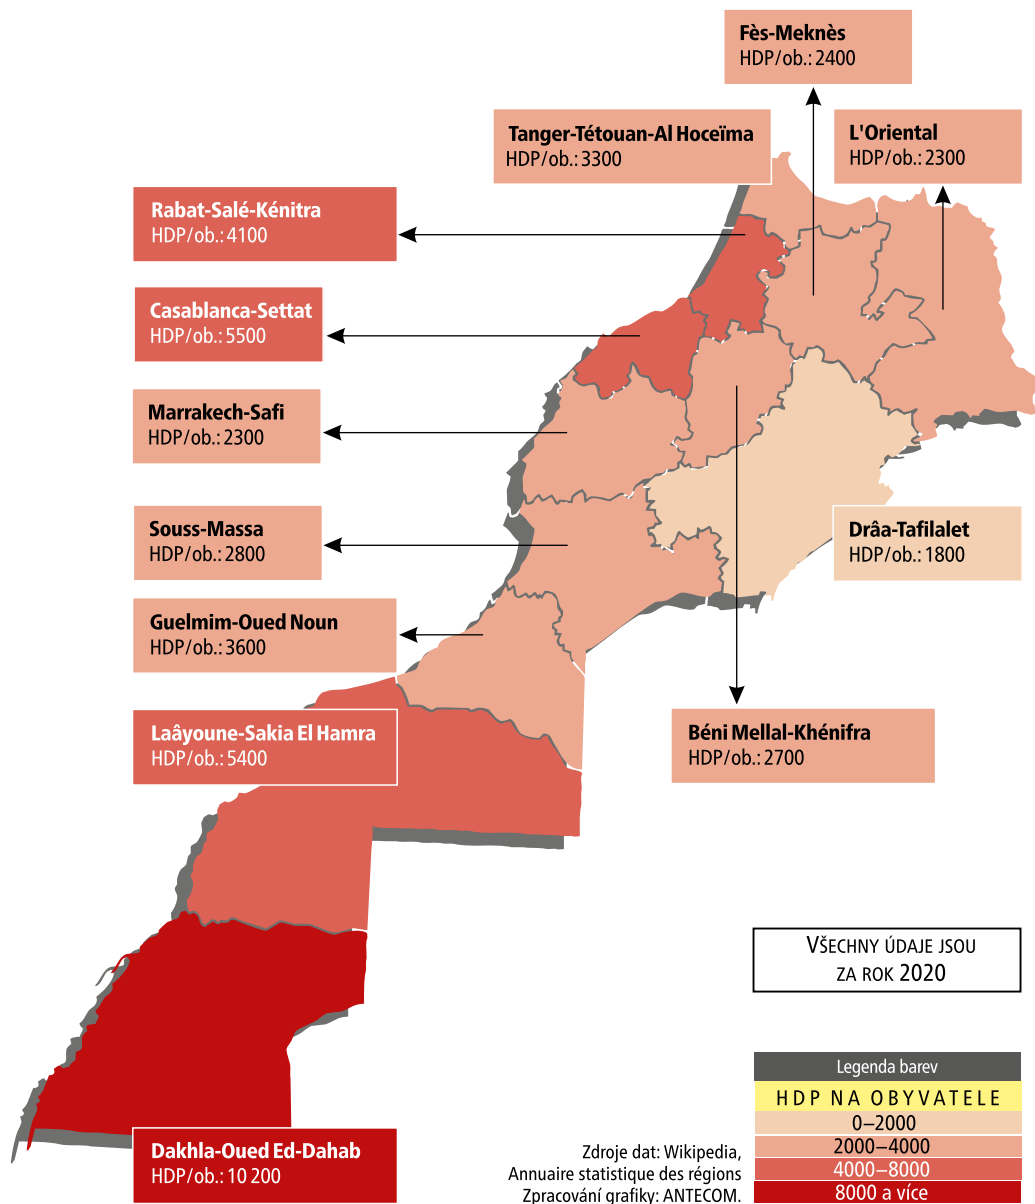 Fès-Meknès
HDP/ob.: 2400
Tanger-Tétouan-Al Hoceïma
HDP/ob.: 3300
L'Oriental
HDP/ob.: 2300
Rabat-Salé-Kénitra
HDP/ob.: 4100
Casablanca-Settat
HDP/ob.: 5500
Marrakech-Safi
HDP/ob.: 2300
Souss-Massa
HDP/ob.: 2800
Drâa-Tafilalet
HDP/ob.: 1800
Guelmim-Oued Noun
HDP/ob.: 3600
Laâyoune-Sakia El Hamra
HDP/ob.: 5400
Béni Mellal-Khénifra
HDP/ob.: 2700
Všechny údaje jsou
za rok 2020
Dakhla-Oued Ed-Dahab
HDP/ob.: 10 200
Zdroje dat: Wikipedia,
Annuaire statistique des régions
Zpracování grafiky: ANTECOM.
Legenda barev
HDP NA OBYVATELE
0–2000
2000–4000
4000–8000
8000 a více